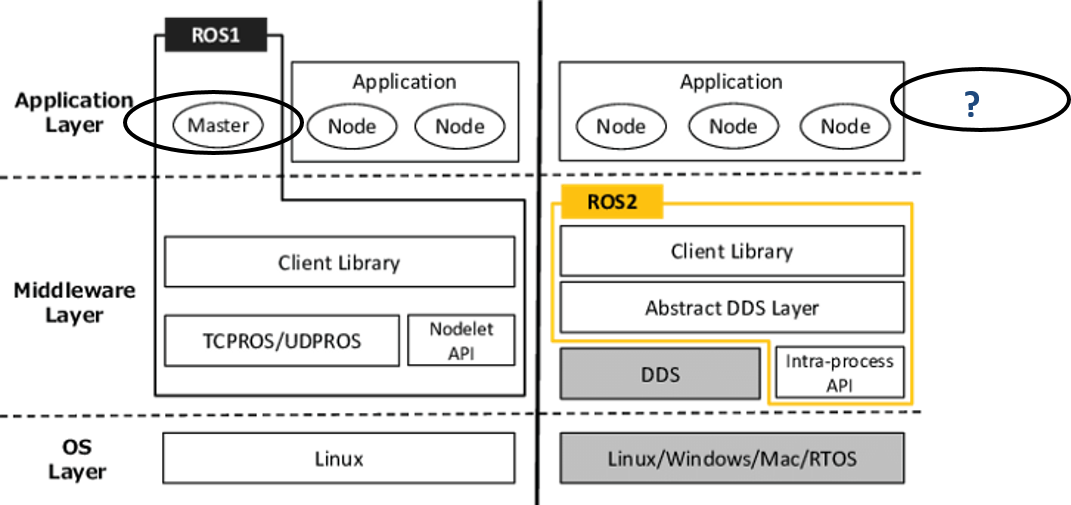 ROS1
Application
Layer
Master
Application
Node
Node
Application
Node
Node
Node
?
Middleware
Layer
Client Library
TCPROS/UDPROS
Nodelet
API
ROS2
Client Library
Abstract DDS Layer
DDS
Intra-process
API
OS
Layer
Linux
Linux/Windows/Mac/RTOS